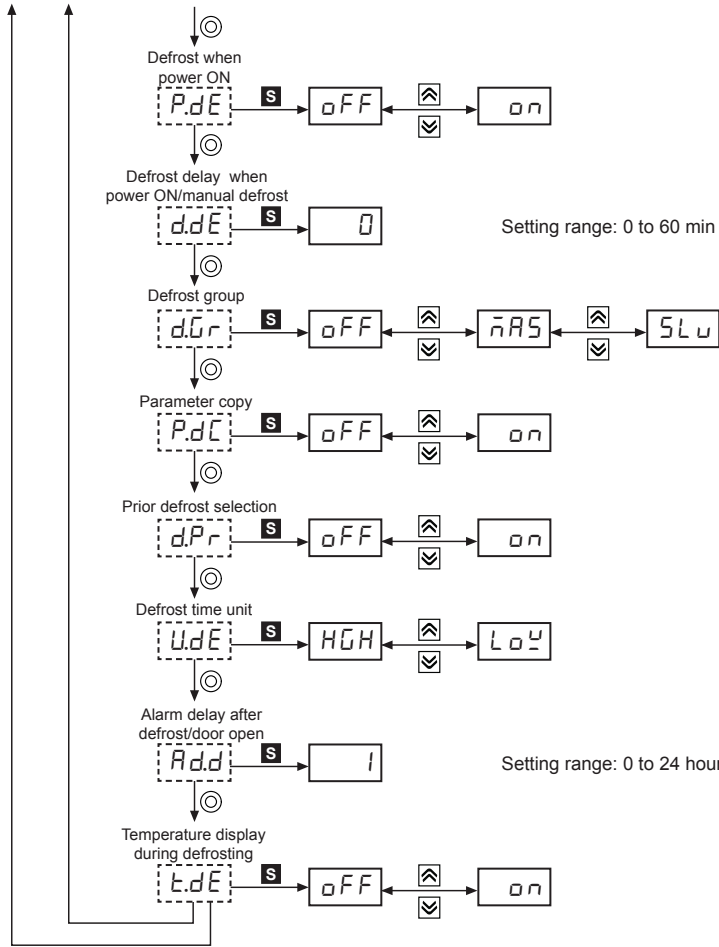 Defrost when
power ON
P.dE S oFF on
Defrost delay when
power ON/manual defrost
d.dE S 0 Setting range: 0 to 60 min
Defrost group
d.Gr S oFF ñAS SLv
Parameter copy
P.dC S oFF on
Prior defrost selection
d.Pr S oFF on
Defrost time unit
U.dE S HGH LoW
Alarm delay after
defrost/door open
Ad.d S 1 Setting range: 0 to 24 hour
Temperature display
during defrosting
t.dE S oFF on